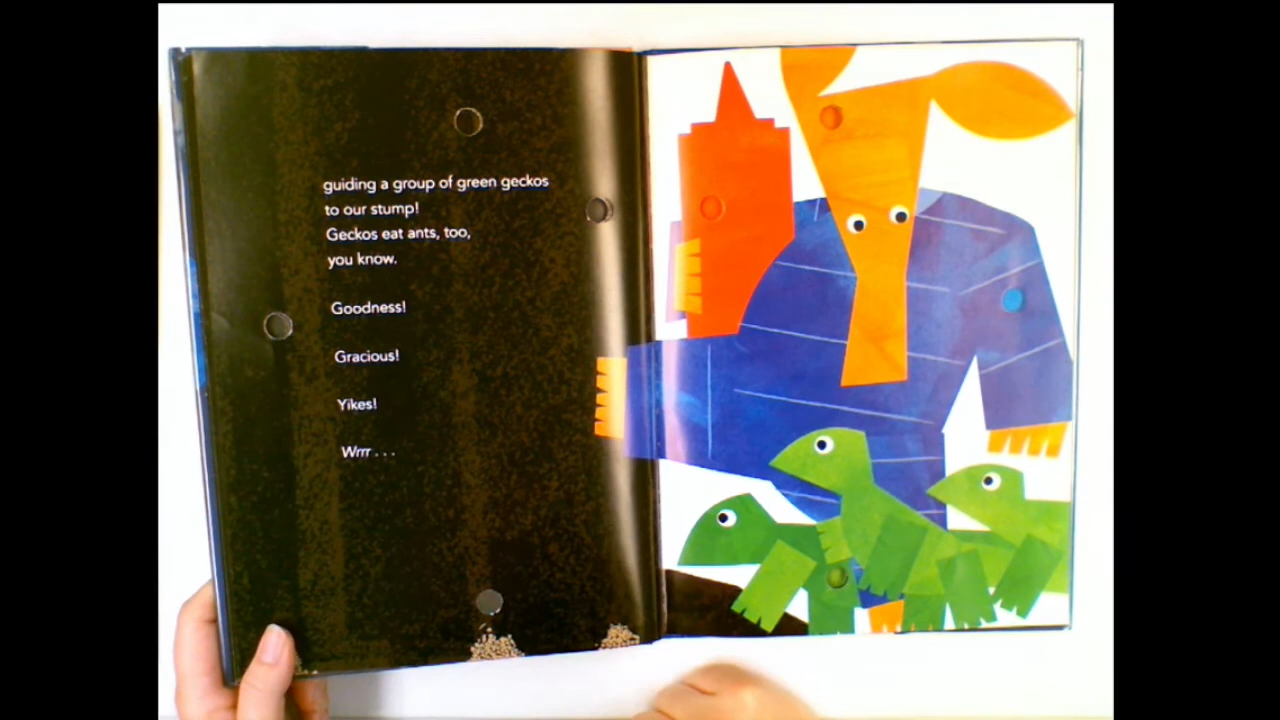 guiding a group of green geckos
to our stump!
Geckos eat ants, too,
you know.
Goodness!
Gracious!
Yikes!
Wrrr . . .